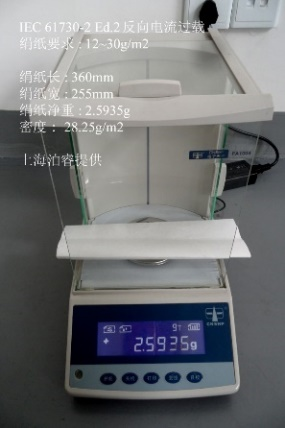 IEC 61730-2 Ed.2 反向电流过载
绢纸要求：12~30g/m2
绢纸长：360mm
绢纸宽：255mm
绢纸净重：2.5935g
密度： 28.25g/m2
上海泊睿提供
2.5935g